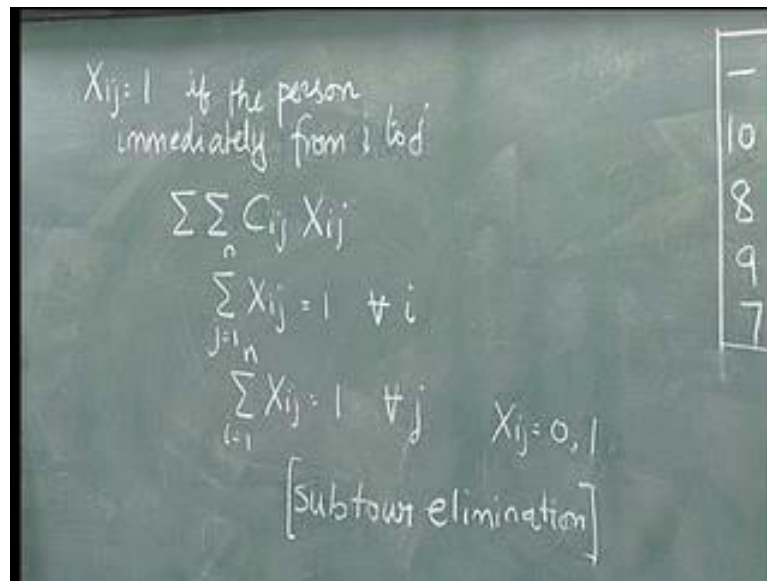 Xij = 1 if the person
immediately from i to j
Σ Σ Cij Xij
n
Σ Xij = 1 ∀ i
j=1
n
Σ Xij = 1 ∀ j Xij = 0, 1
i=1
[subtour elimination]
—
10
8
9
7